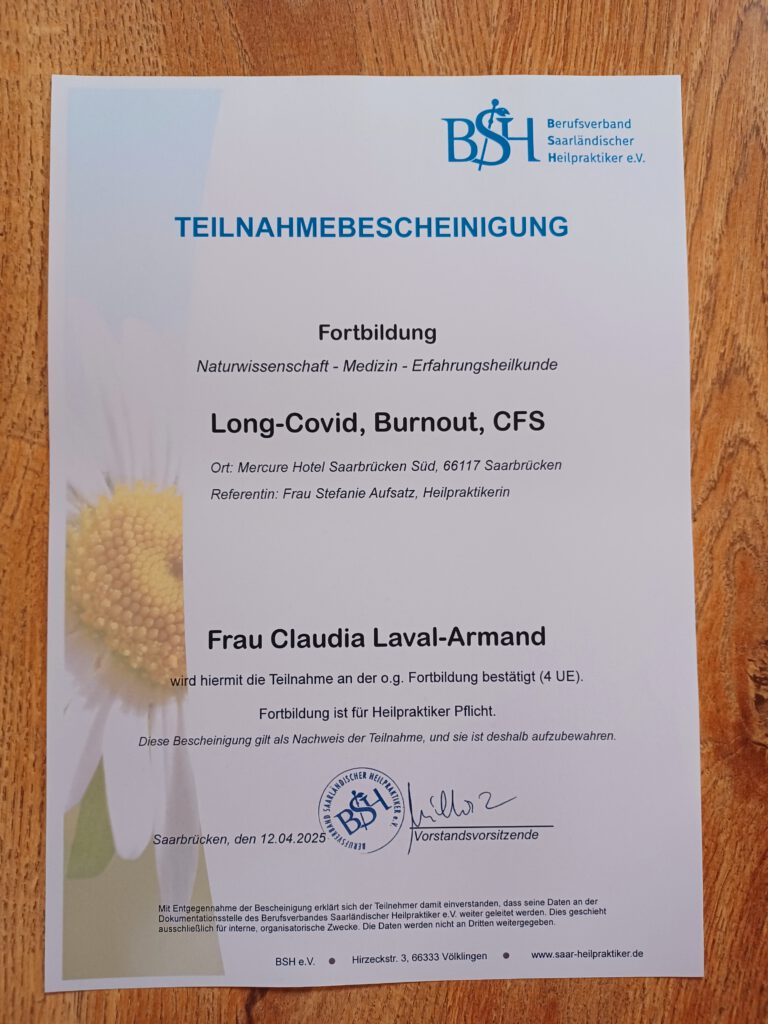 BSH
Berufsverband
Saarländischer
Heilpraktiker e.V.
TEILNAHMEBESCHEINIGUNG
Fortbildung
Naturwissenschaft - Medizin - Erfahrungsheilkunde
Long-Covid, Burnout, CFS
Ort: Mercure Hotel Saarbrücken Süd, 66117 Saarbrücken
Referentin: Frau Stefanie Aufsatz, Heilpraktikerin
Frau Claudia Laval-Armand
wird hiermit die Teilnahme an der o.g. Fortbildung bestätigt (4 UE).
Fortbildung ist für Heilpraktiker Pflicht.
Diese Bescheinigung gilt als Nachweis der Teilnahme, und sie ist deshalb aufzubewahren.
BERUFSVERBAND SAARLÄNDISCHER HEILPRAKTIKER e.V.
BSH
Saarbrücken, den 12.04.2025
Vorstandsvorsitzende
Mit Entgegennahme der Bescheinigung erklärt sich der Teilnehmer damit einverstanden, dass seine Daten an der
Dokumentationsstelle des Berufsverbandes Saarländischer Heilpraktiker e.V. weiter geleitet werden. Dies geschieht
ausschließlich für interne, organisatorische Zwecke. Die Daten werden nicht an Dritten weitergegeben.
BSH e.V. ● Hirzeckstr. 3, 66333 Völklingen ● www.saar-heilpraktiker.de